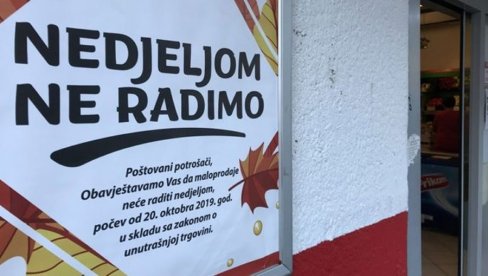 NEDJELJOM
NE RADIMO
Poštovani potrošači,
Obavještavamo Vas da maloprodaje
neće raditi nedjeljom,
počev od 20. oktobra 2019. god.
u skladu sa zakonom o
unutrašnjoj trgovini.